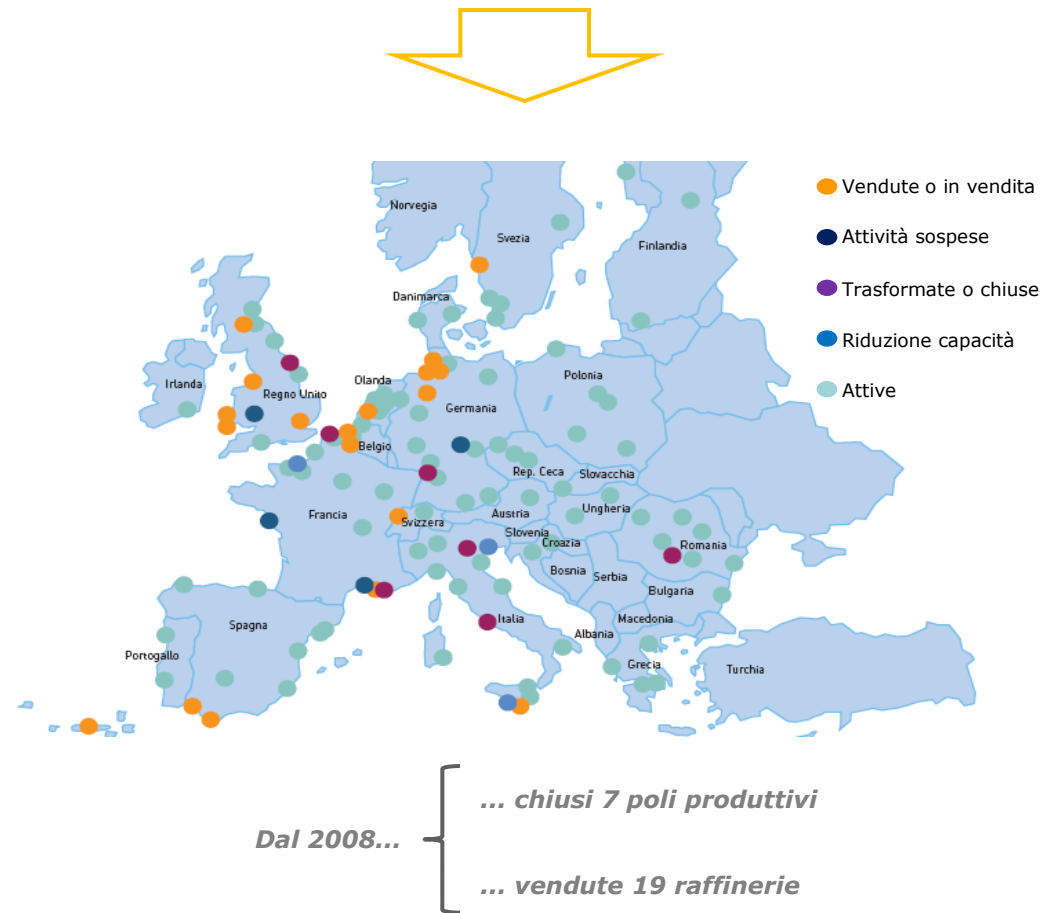 Vendute o in vendita
Attività sospese
Trasformate o chiuse
Riduzione capacità
Attive
Norvegia
Svezia
Finlandia
Danimarca
Irlanda
Regno Unito
Olanda
Polonia
Germania
Belgio
Rep. Ceca
Slovacchia
Francia
Svizzera
Austria
Ungheria
Slovenia
Croazia
Romania
Bosnia
Serbia
Bulgaria
Spagna
Italia
Macedonia
Albania
Portogallo
Grecia
Turchia
Dal 2008...
... chiusi 7 poli produttivi
... vendute 19 raffinerie